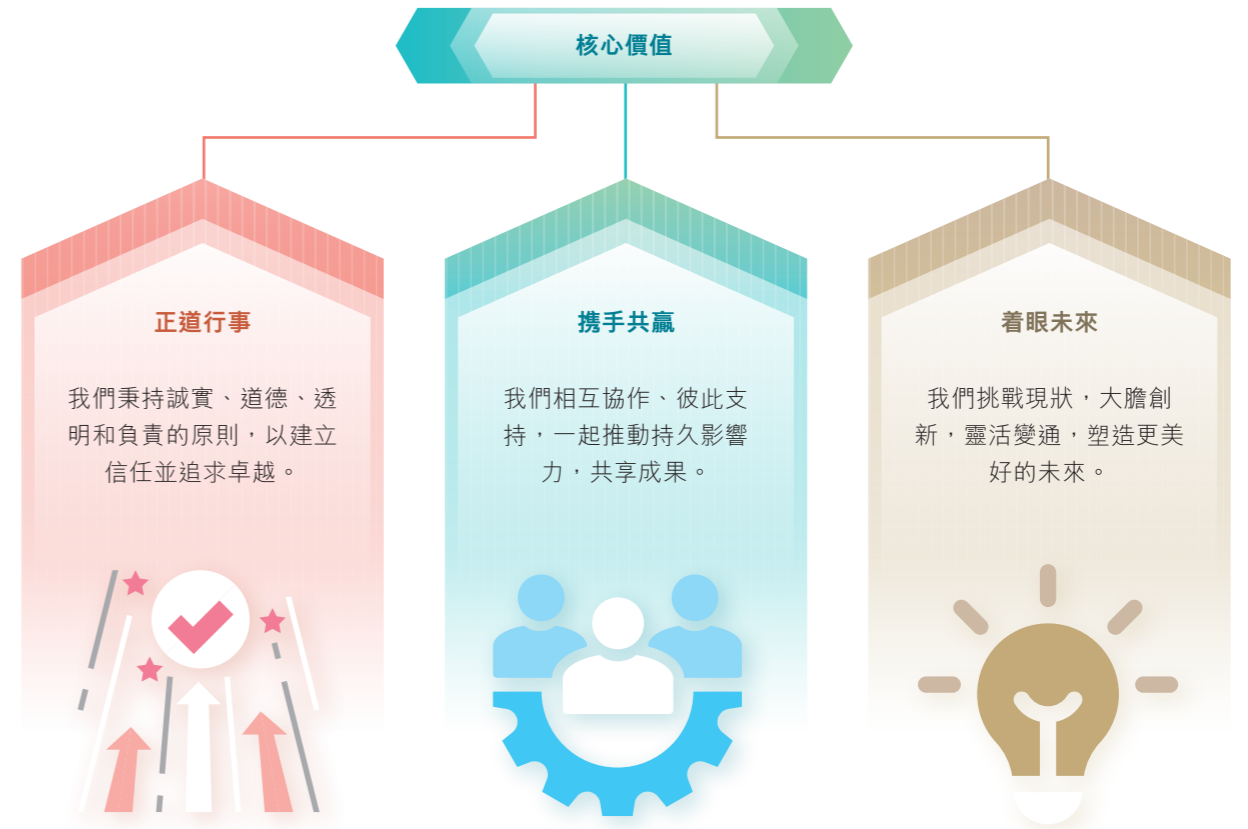 核心價值
正道行事
我們秉持誠實、道德、透
明和負責的原則，以建立
信任並追求卓越。
携手共贏
我們相互協作、彼此支
持，一起推動持久影響
力，共享成果。
着眼未來
我們挑戰現狀，大膽創
新，靈活變通，塑造更美
好的未來。